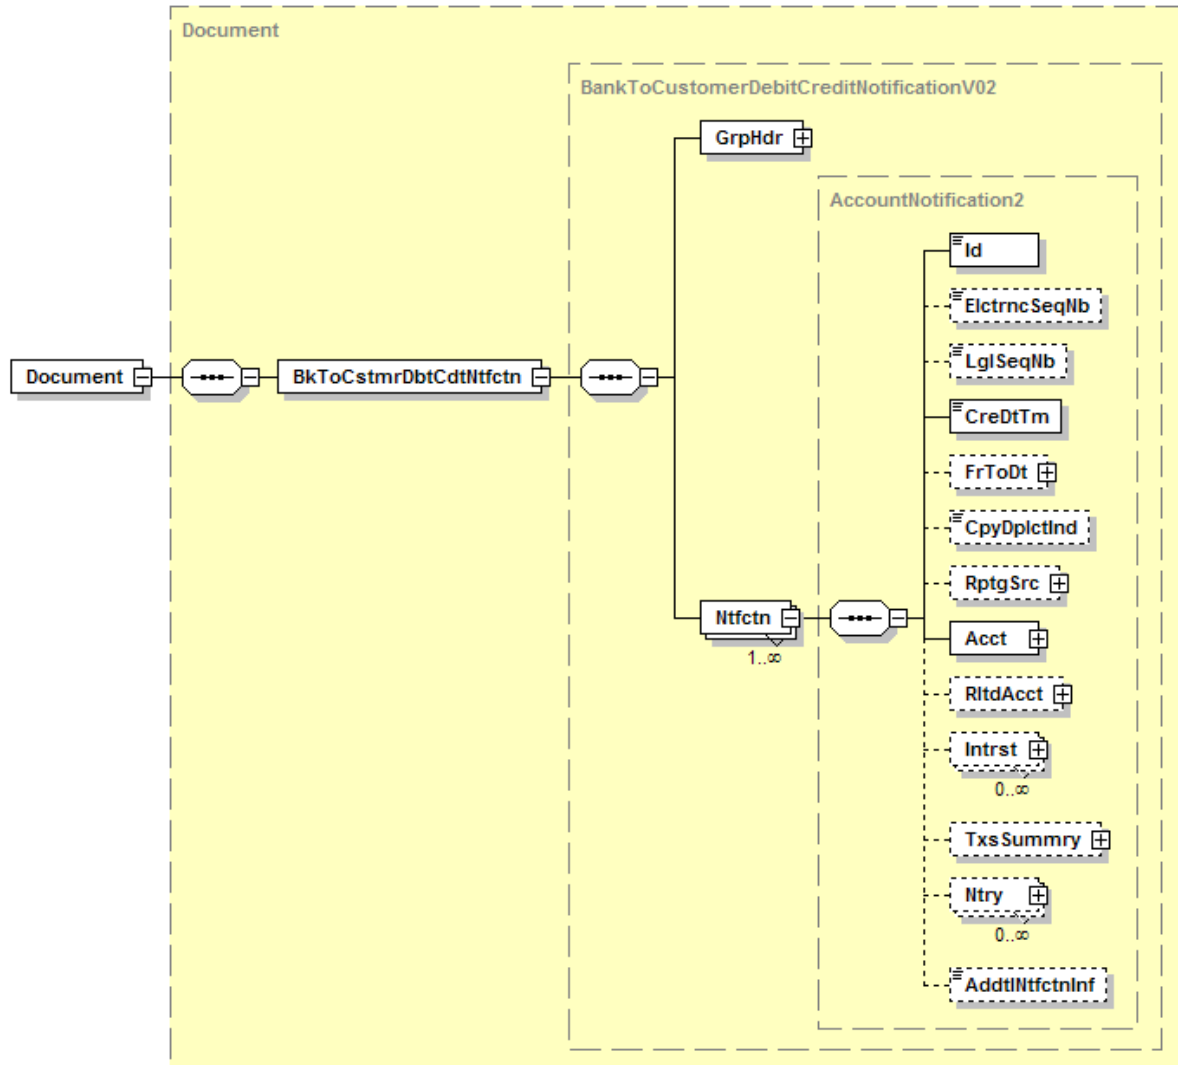 Document
BankToCustomerDebitCreditNotificationV02
GrpHdr
AccountNotification2
Id
ElctrncSeqNb
LglSeqNb
Document
BkToCstmrDbtCdtNtfctn
CreDtTm
FrToDt
CpyDplctInd
RptgSrc
Ntfctn
1..∞
Acct
RltdAcct
Intrst
0..∞
TxsSummry
Ntry
0..∞
AddtlNtfctnInf